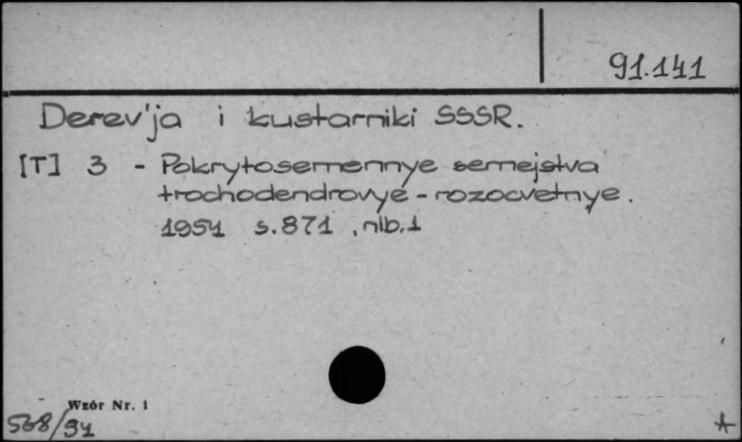 91.141
Derev'ja i kustarniki SSSR.
[T] 3 - Pokrytosemennye semejstva
trochodendrovye - rozocvetnye.
1954 s. 871, nlb. 1
Wzór Nr. 1
568/91
A